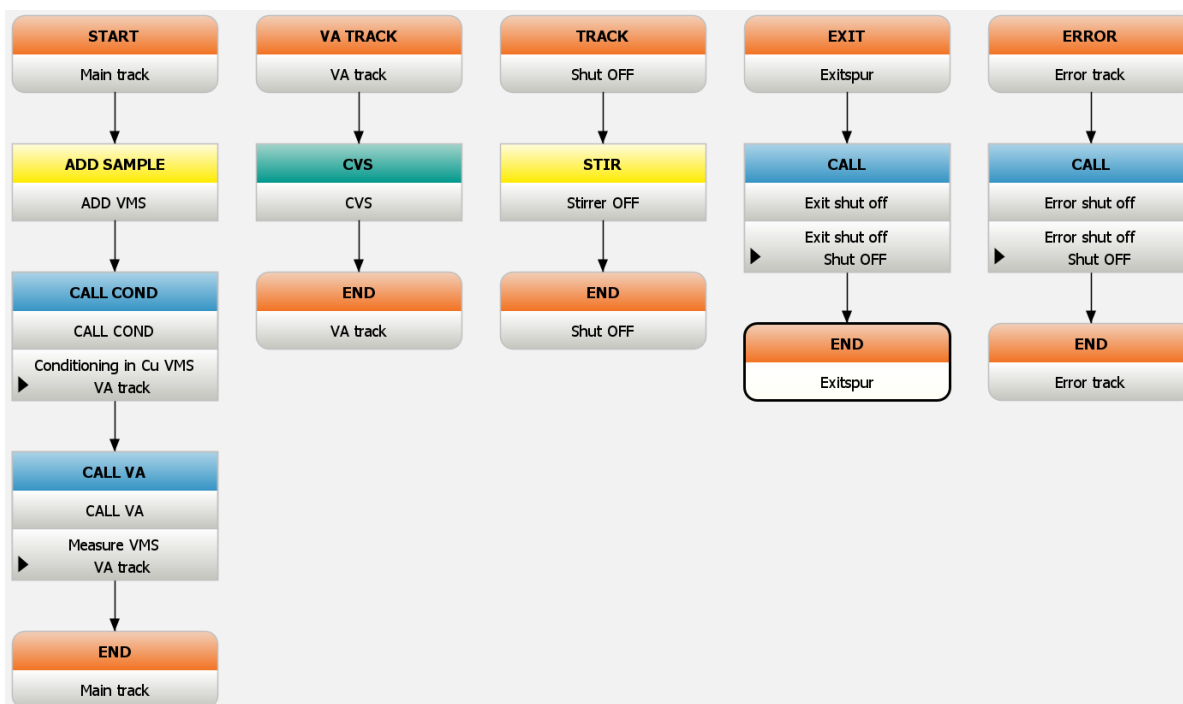 START
Main track
ADD SAMPLE
ADD VMS
CALL COND
CALL COND
Conditioning in Cu VMS
VA track
CALL VA
CALL VA
Measure VMS
VA track
END
Main track
VA TRACK
VA track
CVS
CVS
END
VA track
TRACK
Shut OFF
STIR
Stirrer OFF
END
Shut OFF
EXIT
Exitspur
CALL
Exit shut off
Exit shut off
Shut OFF
END
Exitspur
ERROR
Error track
CALL
Error shut off
Error shut off
Shut OFF
END
Error track